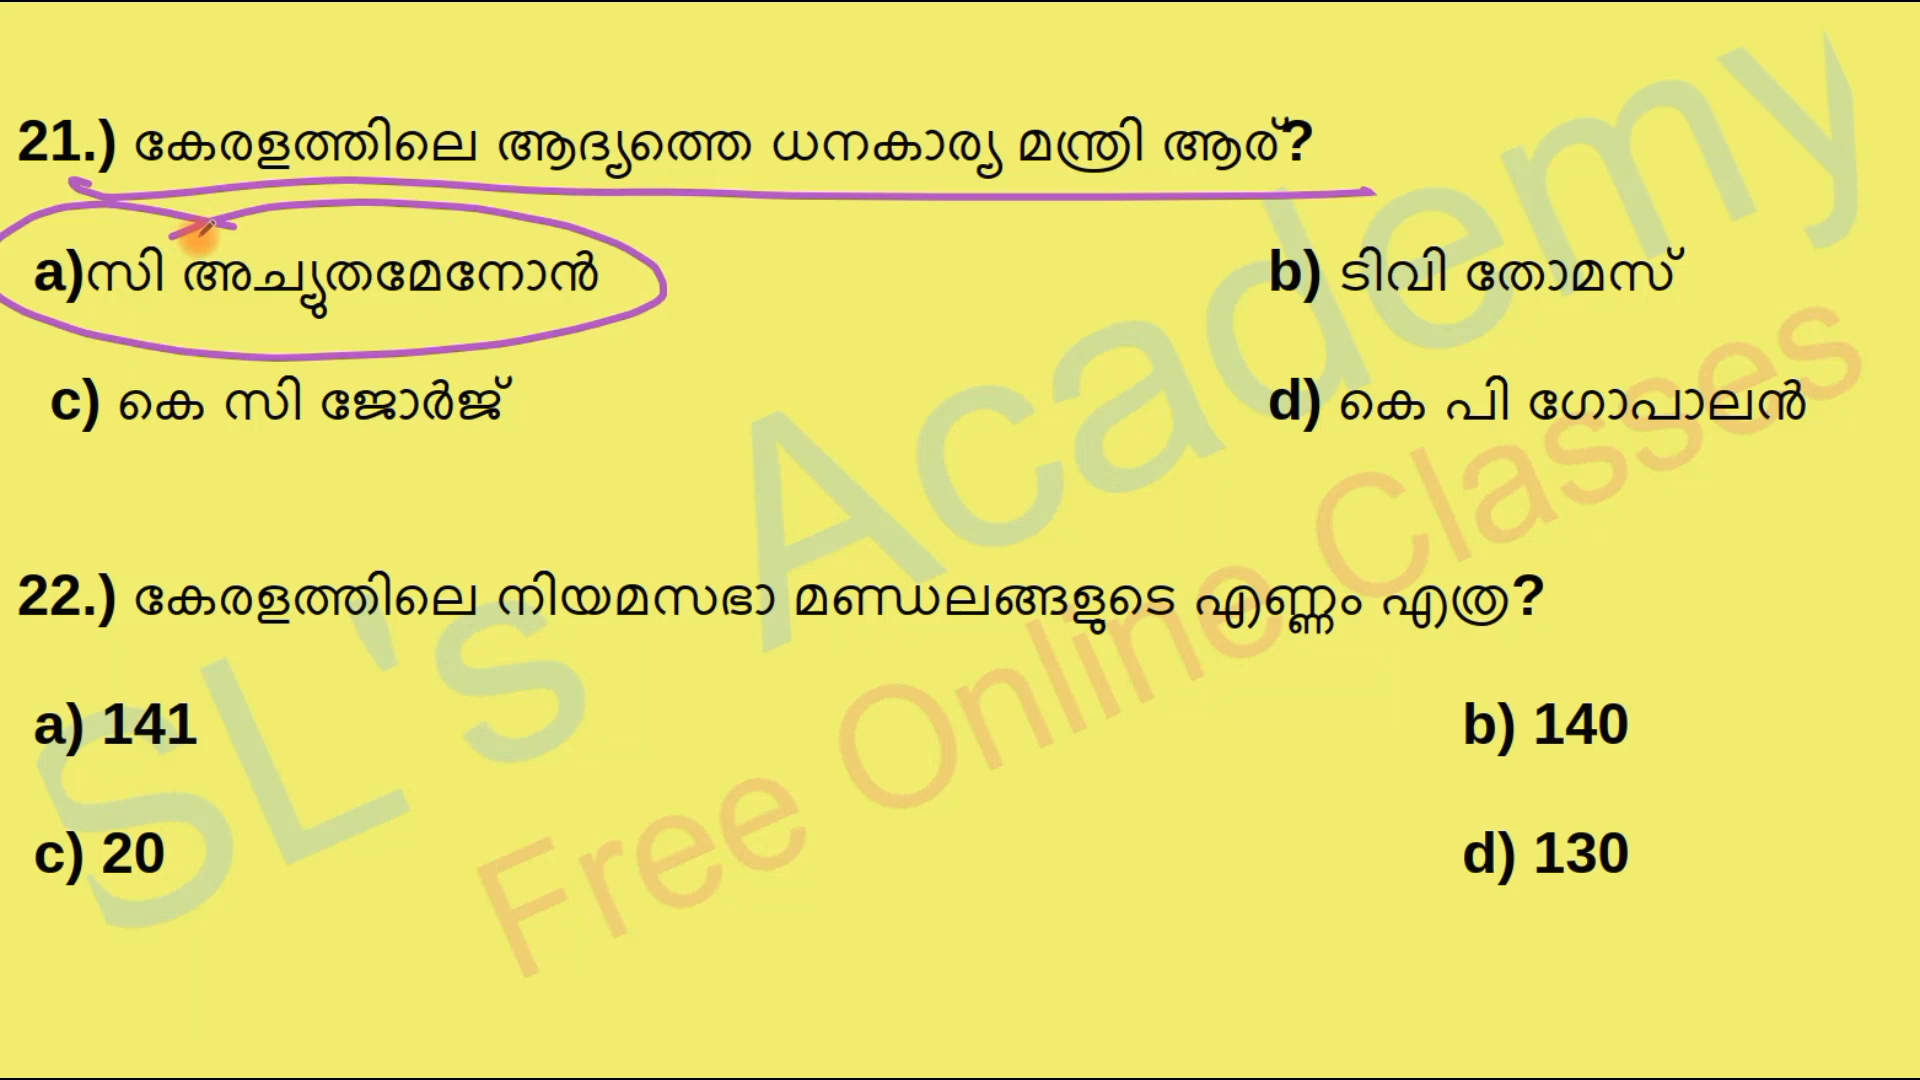 21.) കേരളത്തിലെ ആദ്യത്തെ ധനകാര്യ മന്ത്രി ആര്?
a)സി അച്യുതമേനോൻ b) ടിവി തോമസ്
c) കെ സി ജോർജ് d) കെ പി ഗോപാലൻ
22.) കേരളത്തിലെ നിയമസഭാ മണ്ഡലങ്ങളുടെ എണ്ണം എത്ര?
a) 141 b) 140
c) 20 d) 130
SL's Academy
Free Online Classes